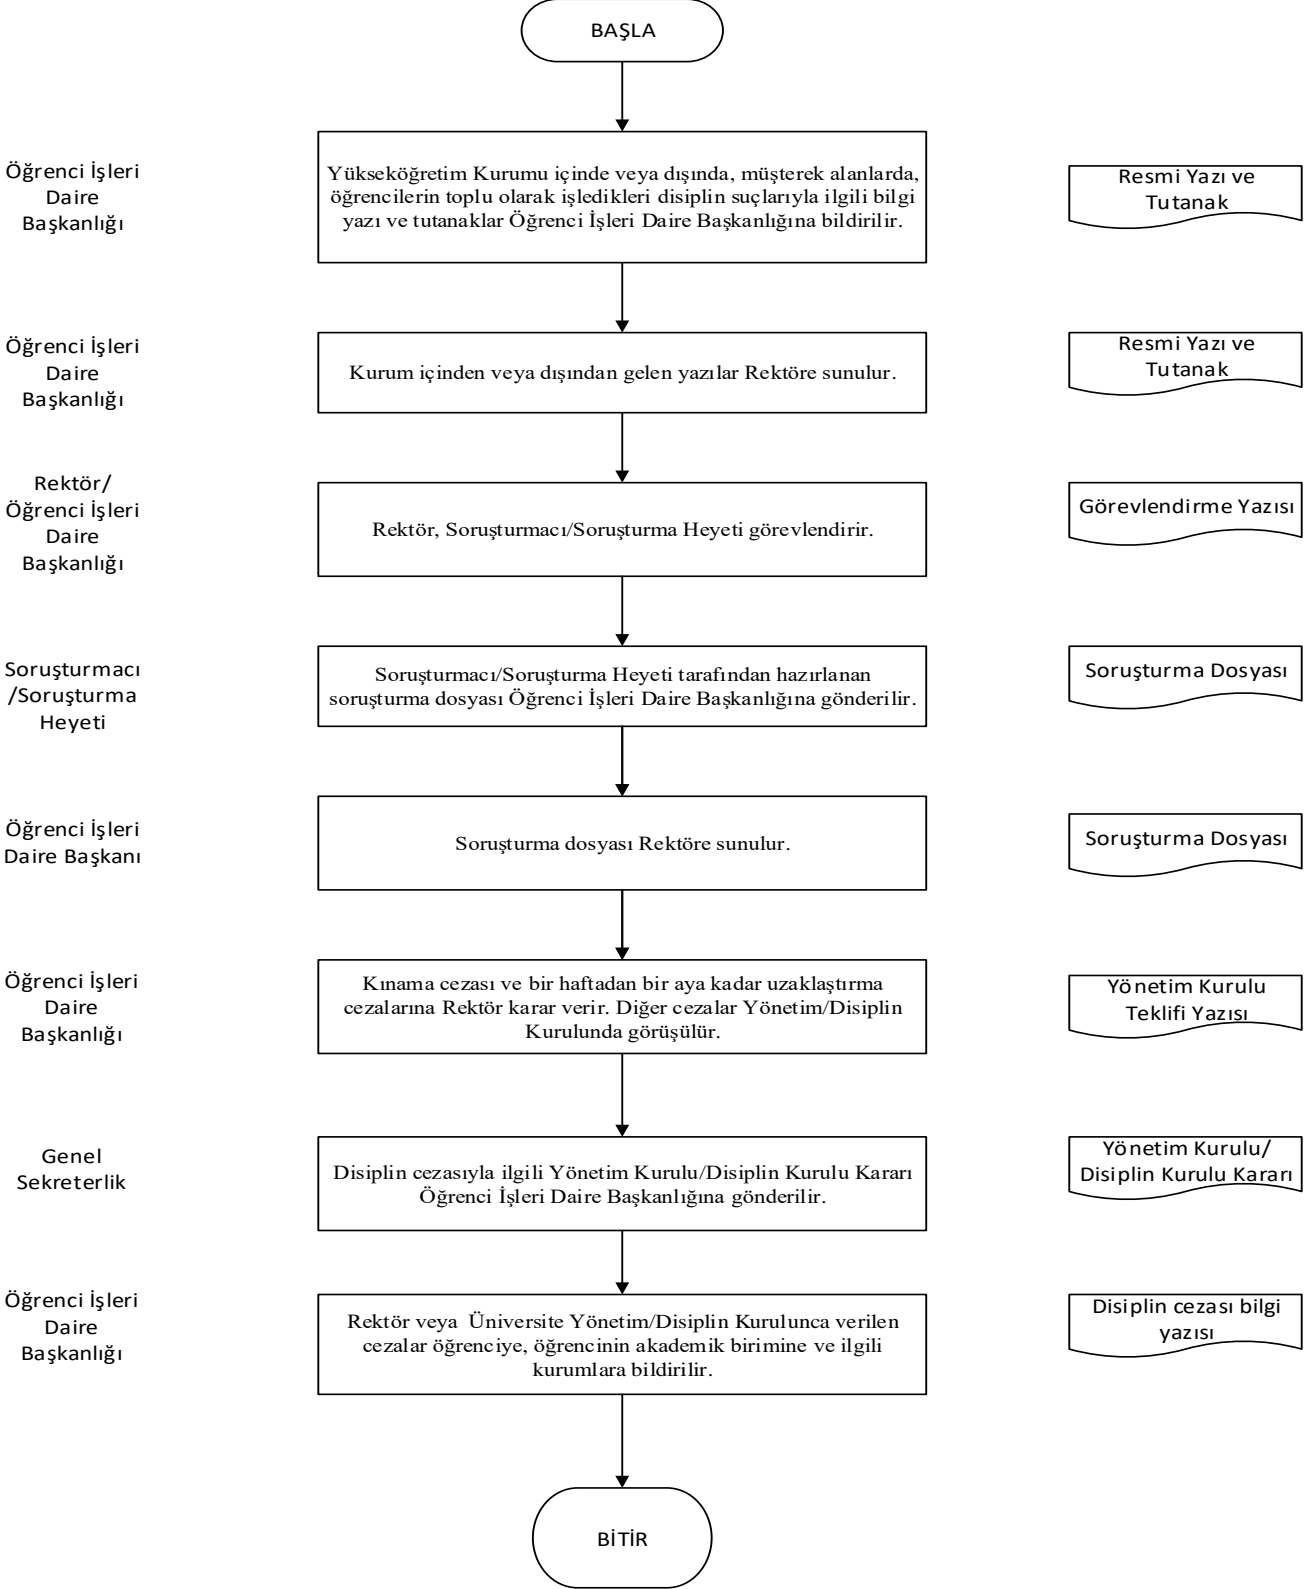 BAŞLA
Öğrenci İşleri
Daire
Başkanlığı
Yükseköğretim Kurumu içinde veya dışında, müşterek alanlarda,
öğrencilerin toplu olarak işledikleri disiplin suçlarıyla ilgili bilgi
yazı ve tutanaklar Öğrenci İşleri Daire Başkanlığına bildirilir.
Resmi Yazı ve
Tutanak
Öğrenci İşleri
Daire
Başkanlığı
Kurum içinden veya dışından gelen yazılar Rektöre sunulur.
Resmi Yazı ve
Tutanak
Rektör/
Öğrenci İşleri
Daire
Başkanlığı
Rektör, Soruşturmacı/Soruşturma Heyeti görevlendirir.
Görevlendirme Yazısı
Soruşturmacı
/Soruşturma
Heyeti
Soruşturmacı/Soruşturma Heyeti tarafından hazırlanan
soruşturma dosyası Öğrenci İşleri Daire Başkanlığına gönderilir.
Soruşturma Dosyası
Öğrenci İşleri
Daire Başkanı
Soruşturma dosyası Rektöre sunulur.
Soruşturma Dosyası
Öğrenci İşleri
Daire
Başkanlığı
Kınama cezası ve bir haftadan bir aya kadar uzaklaştırma
cezalarına Rektör karar verir. Diğer cezalar Yönetim/Disiplin
Kurulunda görüşülür.
Yönetim Kurulu
Teklifi Yazısı
Genel
Sekreterlik
Disiplin cezasıyla ilgili Yönetim Kurulu/Disiplin Kurulu Kararı
Öğrenci İşleri Daire Başkanlığına gönderilir.
Yönetim Kurulu/
Disiplin Kurulu Kararı
Öğrenci İşleri
Daire
Başkanlığı
Rektör veya  Üniversite Yönetim/Disiplin Kurulunca verilen
cezalar öğrenciye, öğrencinin akademik birimine ve ilgili
kurumlara bildirilir.
Disiplin cezası bilgi
yazısı
BİTİR